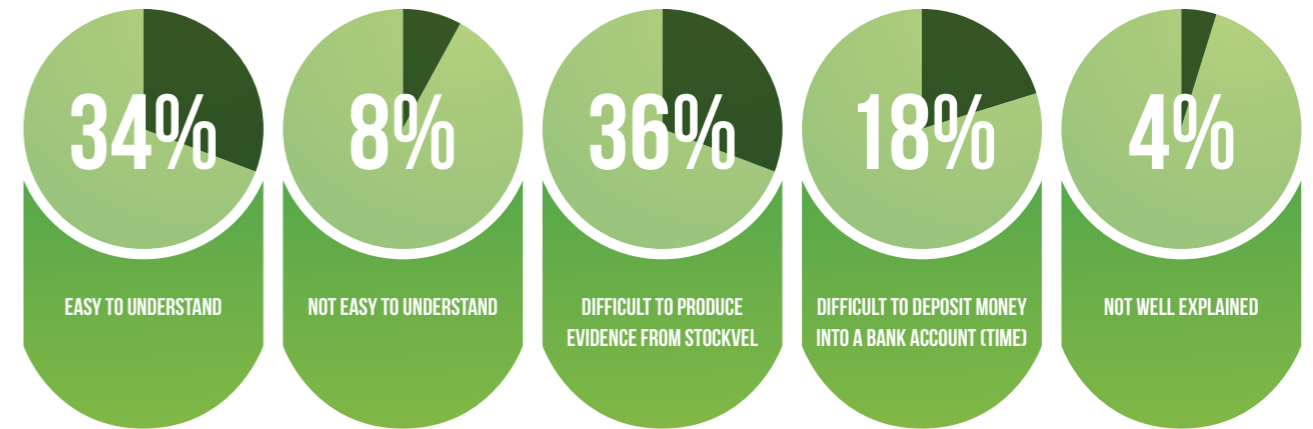 34%
8%
36%
18%
4%
EASY TO UNDERSTAND
NOT EASY TO UNDERSTAND
DIFFICULT TO PRODUCE
EVIDENCE FROM STOCKVEL
DIFFICULT TO DEPOSIT MONEY
INTO A BANK ACCOUNT (TIME)
NOT WELL EXPLAINED